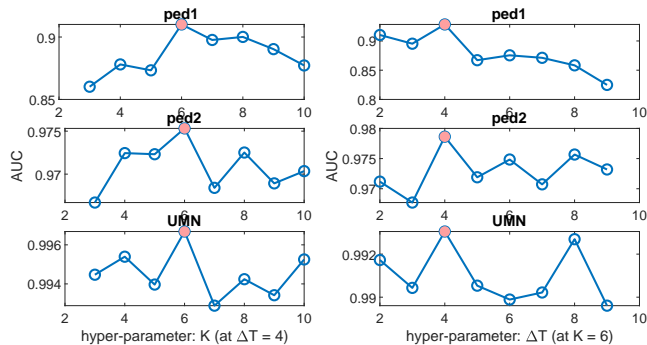 ped1
0.9
0.85
2 4 6 8 10
ped2
0.975
0.97
AUC
2 4 6 8 10
UMN
0.996
0.994
2 4 6 8 10
hyper-parameter: K (at ΔT = 4)
ped1
0.9
0.85
0.8
2 4 6 8 10
ped2
0.98
0.97
AUC
2 4 6 8 10
UMN
0.992
0.99
2 4 6 8 10
hyper-parameter: ΔT (at K = 6)